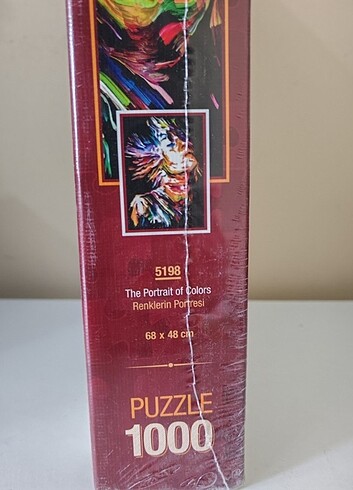 5198
The Portrait of Colors
Renklerin Portresi
68 x 48 cm
PUZZLE
1000